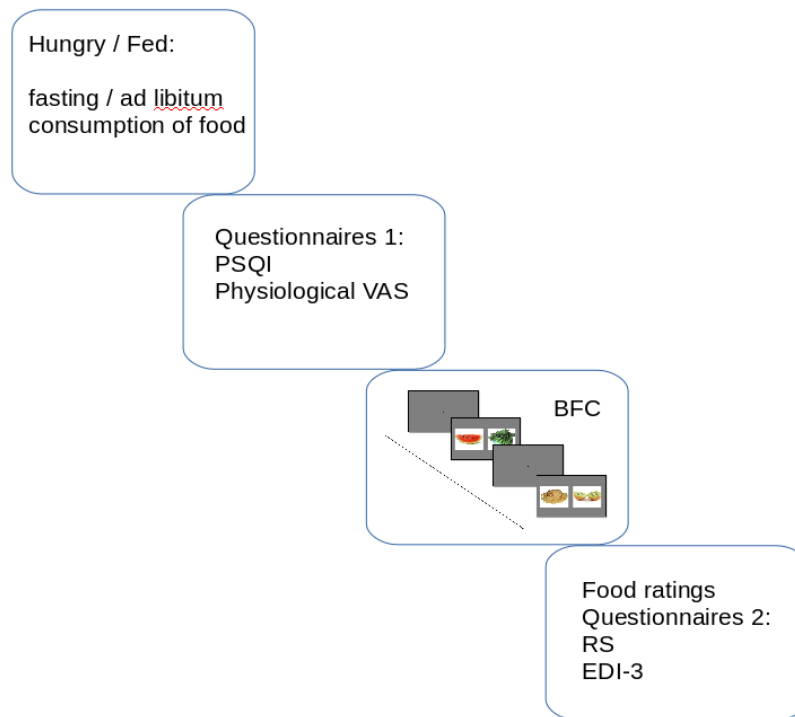 Hungry / Fed:
fasting / ad libitum
consumption of food
Questionnaires 1:
PSQI
Physiological VAS
BFC
Food ratings
Questionnaires 2:
RS
EDI-3